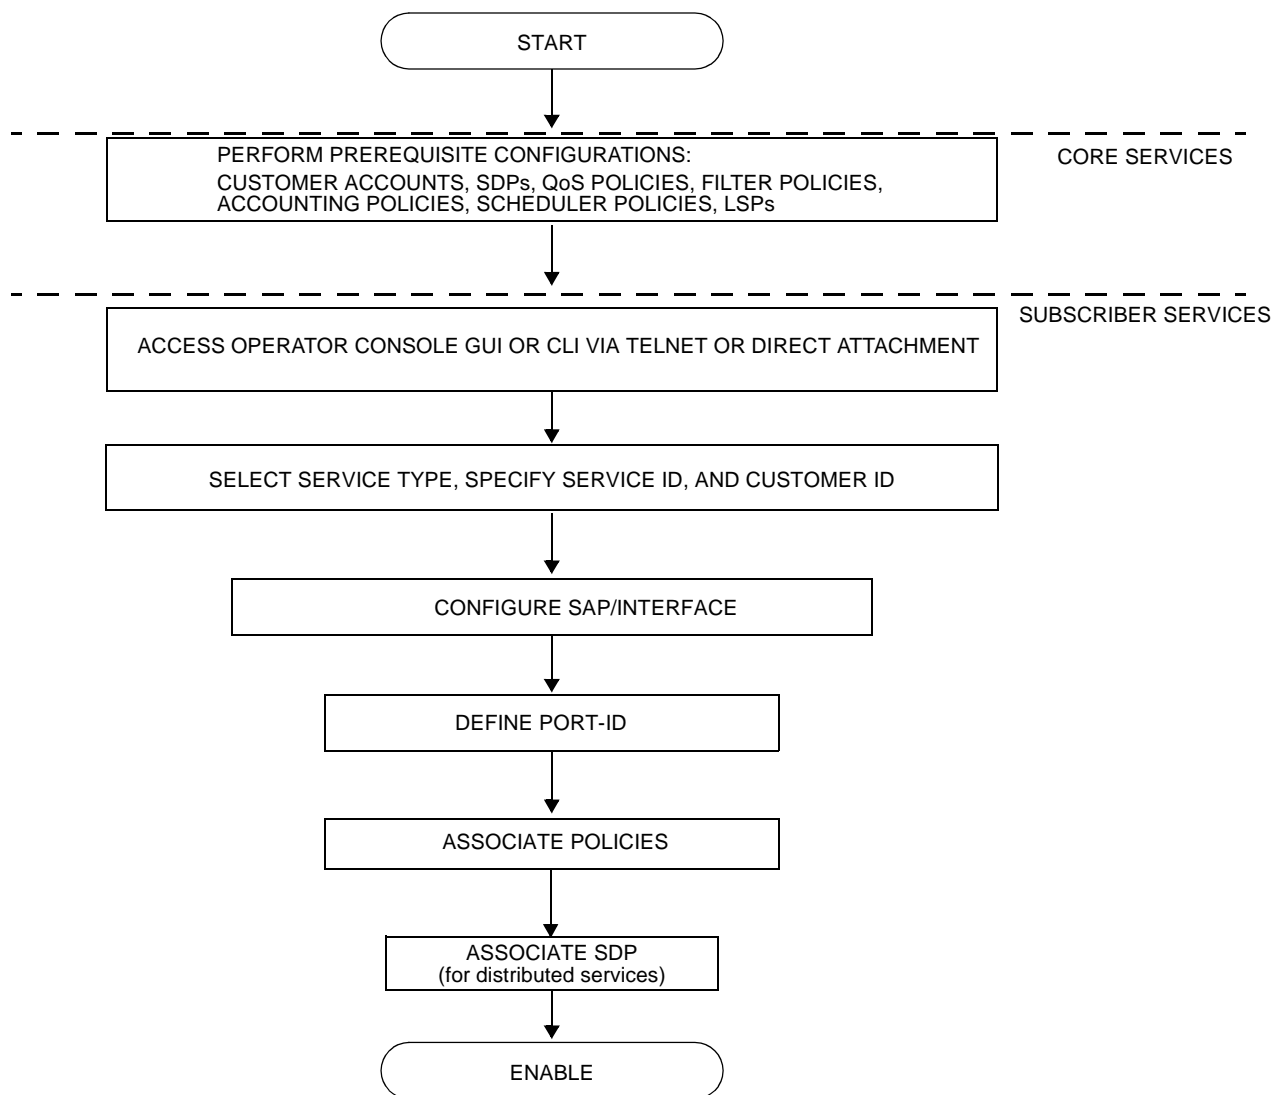 START
PERFORM PREREQUISITE CONFIGURATIONS:
CORE SERVICES
CUSTOMER ACCOUNTS, SDPs, QoS POLICIES, FILTER POLICIES,
ACCOUNTING POLICIES, SCHEDULER POLICIES, LSPs
SUBSCRIBER SERVICES
ACCESS OPERATOR CONSOLE GUI OR CLI VIA TELNET OR DIRECT ATTACHMENT
SELECT SERVICE TYPE, SPECIFY SERVICE ID, AND CUSTOMER ID
CONFIGURE SAP/INTERFACE
DEFINE PORT-ID
ASSOCIATE POLICIES
ASSOCIATE SDP
(for distributed services)
ENABLE